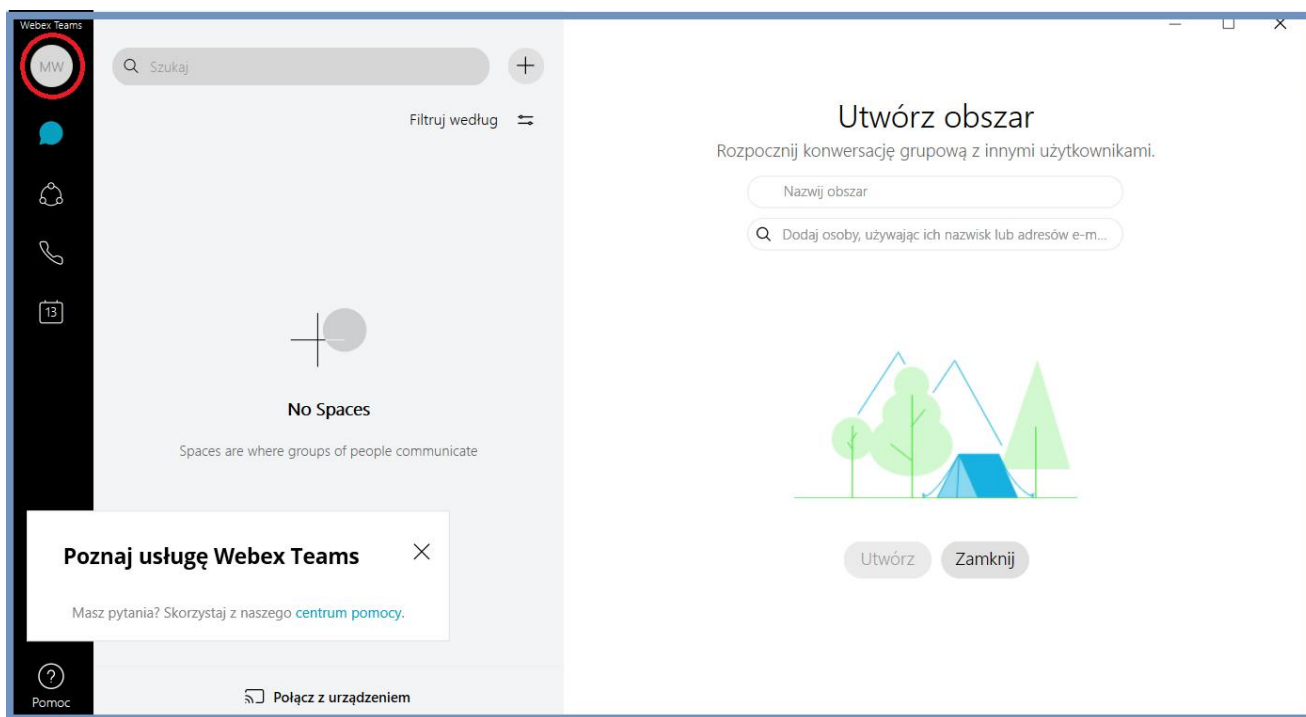 Webex Teams
MW
Szukaj
Filtruj według
13
No Spaces
Spaces are where groups of people communicate
Poznaj usługę Webex Teams
Masz pytania? Skorzystaj z naszego centrum pomocy.
Pomoc
Połącz z urządzeniem
Utwórz obszar
Rozpocznij konwersację grupową z innymi użytkownikami.
Nazwij obszar
Dodaj osoby, używając ich nazwisk lub adresów e-m...
Utwórz
Zamknij